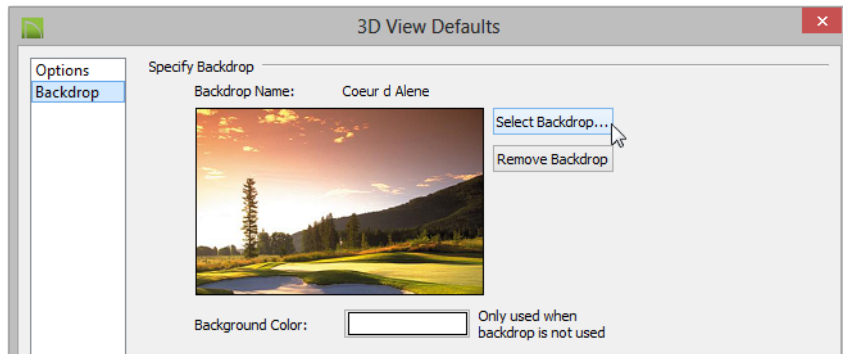 3D View Defaults
Options
Backdrop
Specify Backdrop
Backdrop Name: Coeur d Alene
Select Backdrop...
Remove Backdrop
Background Color:
Only used when
backdrop is not used